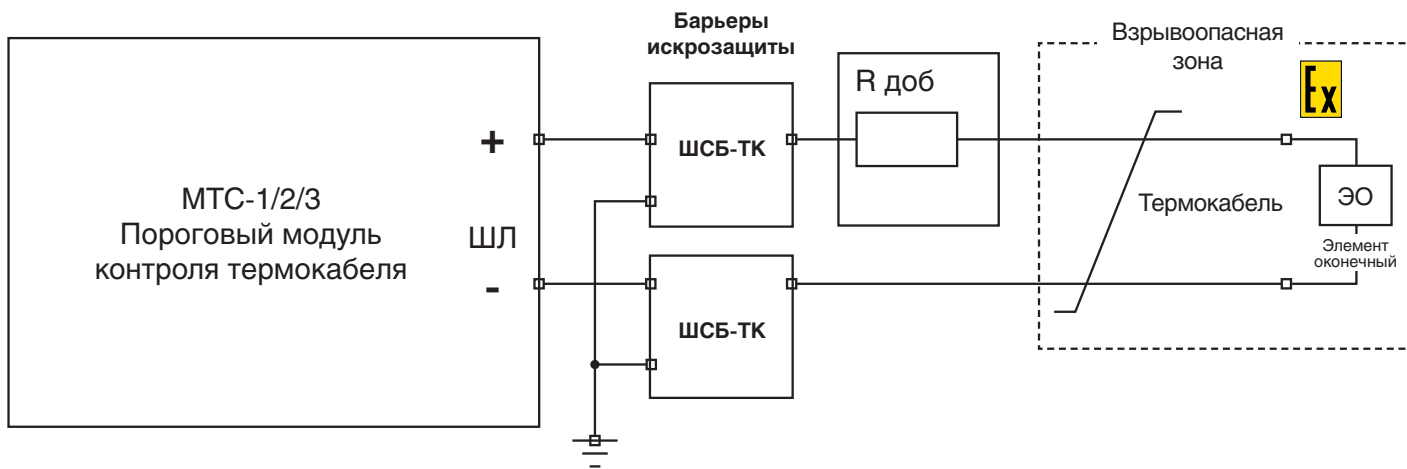 Барьеры
искрозащиты
Взрывоопасная
зона
Ex
R доб
+
ШСБ-ТК
МТС-1/2/3
Пороговый модуль
контроля термокабеля
ШЛ
Термокабель
ЭО
Элемент
оконечный
-
ШСБ-ТК